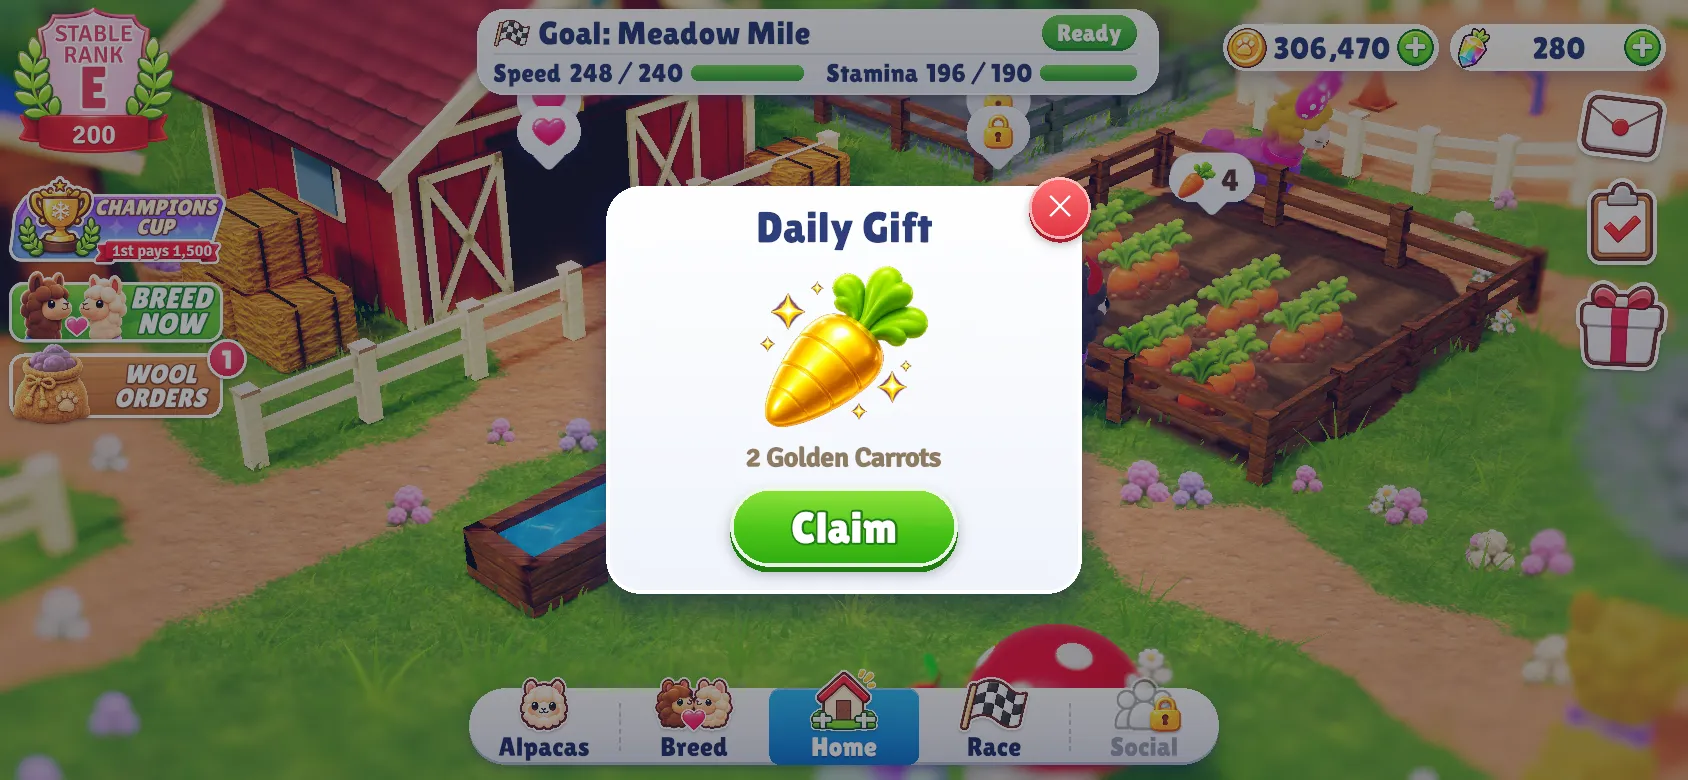 STABLE
RANK
E
200
Goal: Meadow Mile
Ready
Speed 248 / 240
Stamina 196 / 190
306,470
280
CHAMPIONS
CUP
1st pays 1,500
BREED
NOW
1
WOOL
ORDERS
4
Daily Gift
2 Golden Carrots
Claim
Alpacas
Breed
Home
Race
Social